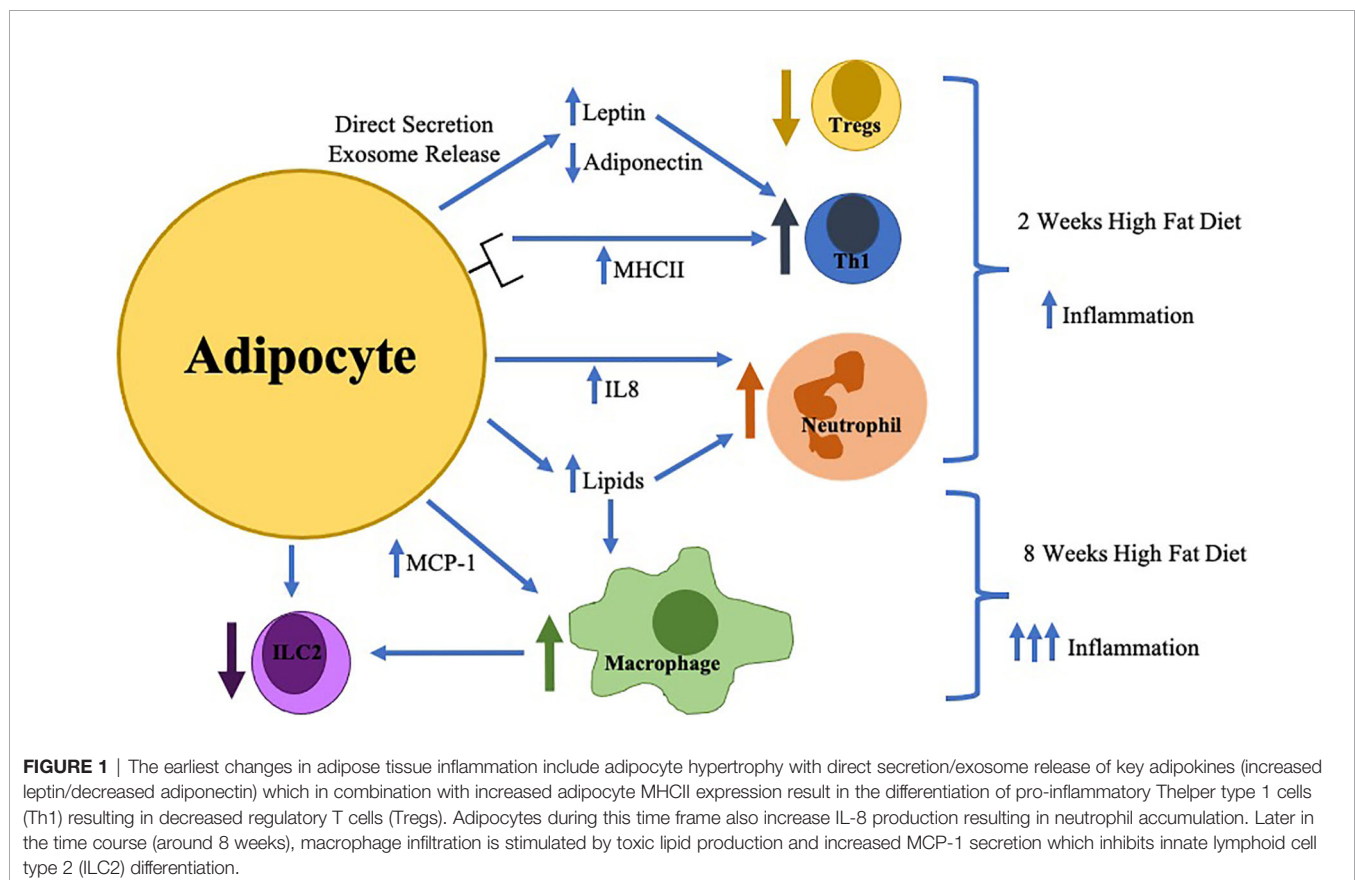 Direct Secretion
Exosome Release
Leptin
Adiponectin
Tregs
MHCII
Th1
2 Weeks High Fat Diet
Inflammation
Adipocyte
IL8
Neutrophil
Lipids
MCP-1
ILC2
Macrophage
8 Weeks High Fat Diet
Inflammation
FIGURE 1 | The earliest changes in adipose tissue inflammation include adipocyte hypertrophy with direct secretion/exosome release of key adipokines (increased
leptin/decreased adiponectin) which in combination with increased adipocyte MHCII expression result in the differentiation of pro-inflammatory Thelper type 1 cells
(Th1) resulting in decreased regulatory T cells (Tregs). Adipocytes during this time frame also increase IL-8 production resulting in neutrophil accumulation. Later in
the time course (around 8 weeks), macrophage infiltration is stimulated by toxic lipid production and increased MCP-1 secretion which inhibits innate lymphoid cell
type 2 (ILC2) differentiation.